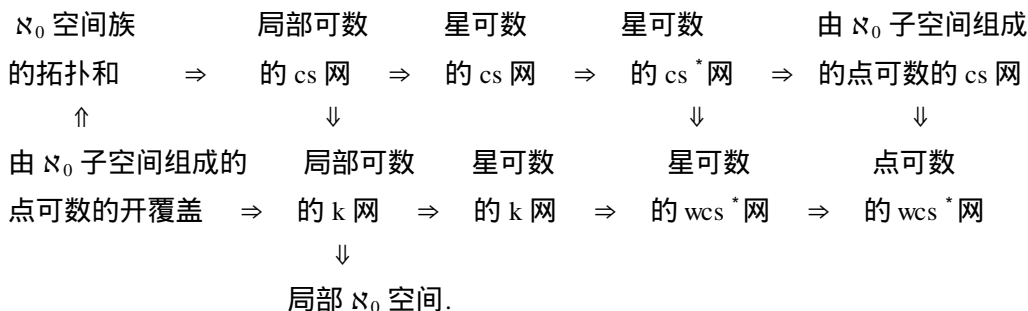 ℵ₀ 空间族 局部可数 星可数 星可数 由 ℵ₀ 子空间组成
的拓扑和 ⇒ 的 cs 网 ⇒ 的 cs 网 ⇒ 的 cs*网 ⇒ 的点可数的 cs 网
⇑ ⇓ ⇓ ⇓
由 ℵ₀ 子空间组成的 局部可数 星可数 星可数 点可数
点可数的开覆盖 ⇒ 的 k 网 ⇒ 的 k 网 ⇒ 的 wcs*网 ⇒ 的 wcs*网
⇓
局部 ℵ₀ 空间.